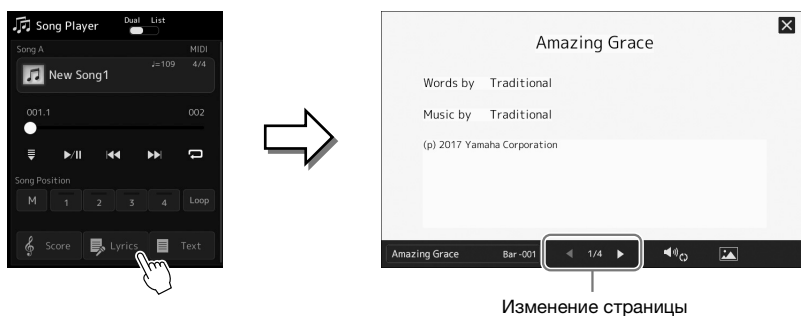 Song Player Dual List
Song A MIDI
New Song1 ♩=109 4/4
001.1 002
Song Position
M 1 2 3 4 Loop
Score Lyrics Text
Amazing Grace
Words by Traditional
Music by Traditional
(p) 2017 Yamaha Corporation
Amazing Grace Bar-001 1/4
Изменение страницы